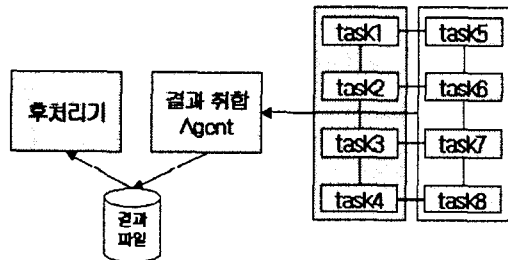 task1
task5
task2
task6
task3
task7
task4
task8
후처리기
결과 취합
Agent
결과
파일